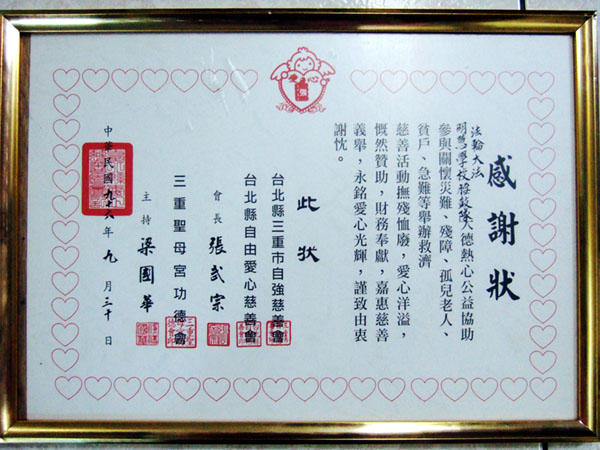 感謝狀
法輪大法
明慧學校腰鼓隊大德熱心公益協助
參與關懷災難、殘障、孤兒老人、
貧戶、急難等舉辦救濟
慈善活動撫殘恤廢，愛心洋溢，
慨然贊助，財務奉獻，嘉惠慈善
義舉，永銘愛心光輝，謹致由衷
謝忱。
此狀
台北縣三重市自強慈善會
台北縣自由愛心慈善會
會長 張弍宗
三重聖母宮功德會
主持 梁國華
中華民國九十六年九月三十日